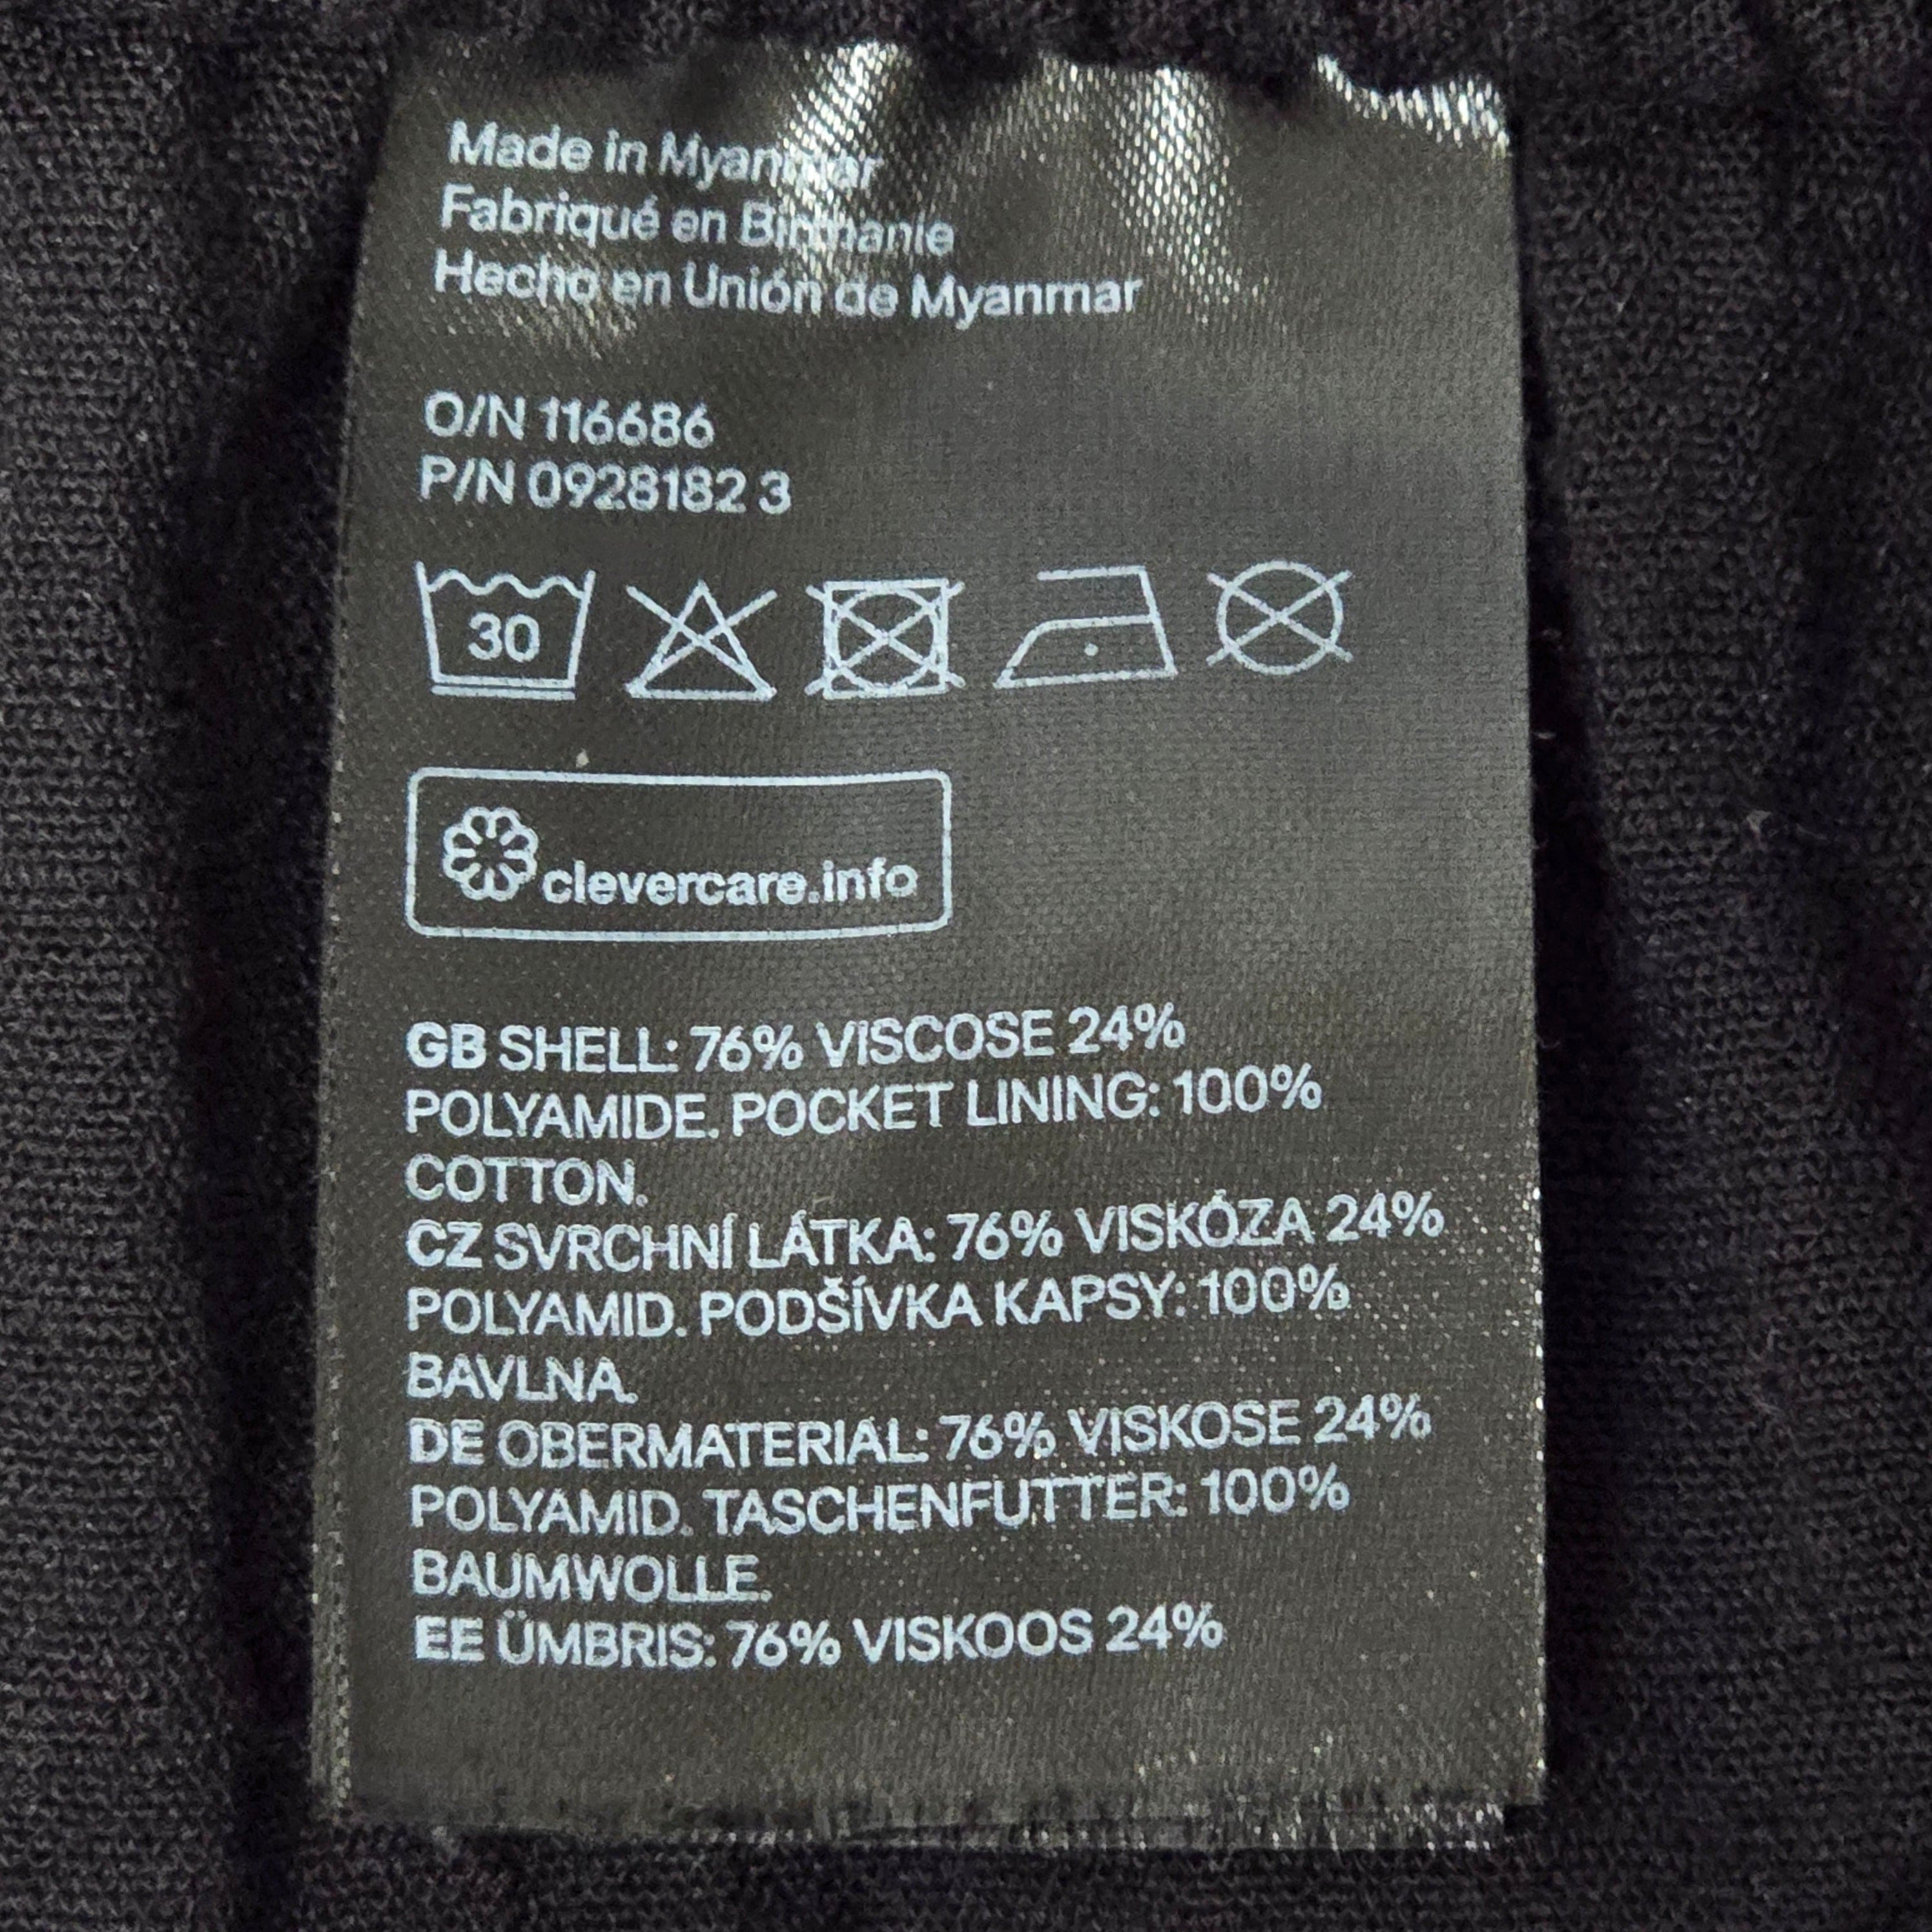 Made in Myanmar
Fabriqué en Birmanie
Hecho en Unión de Myanmar
O/N 116686
P/N 0928182 3
30
clevercare.info
GB SHELL: 76% VISCOSE 24%
POLYAMIDE. POCKET LINING: 100%
COTTON.
CZ SVRCHNÍ LÁTKA: 76% VISKÓZA 24%
POLYAMID. PODŠÍVKA KAPSY: 100%
BAVLNA.
DE OBERMATERIAL: 76% VISKOSE 24%
POLYAMID. TASCHENFUTTER: 100%
BAUMWOLLE.
EE ÜMBRIS: 76% VISKOOS 24%